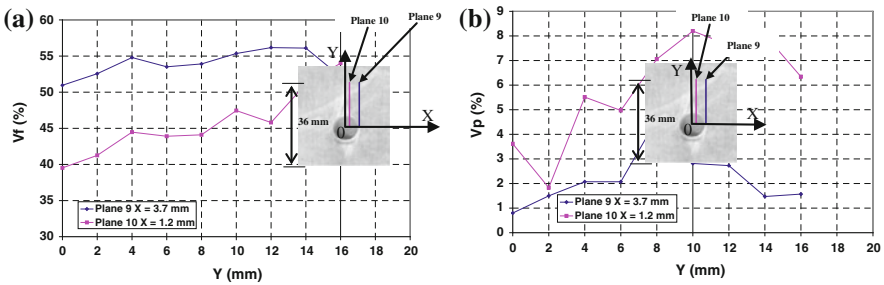 (a)
60
55
50
45
40
35
30
Vf (%)
0 2 4 6 8 10 12 14 16 18 20
Y (mm)
Plane 9 X = 3.7 mm
Plane 10 X = 1.2 mm
Plane 10
Plane 9
Y
X
0
36 mm
(b)
9
8
7
6
5
4
3
2
1
0
Vp (%)
0 2 4 6 8 10 12 14 16 18 20
Y (mm)
Plane 9 X = 3.7 mm
Plane 10 X = 1.2 mm
Plane 10
Plane 9
Y
X
0
36 mm